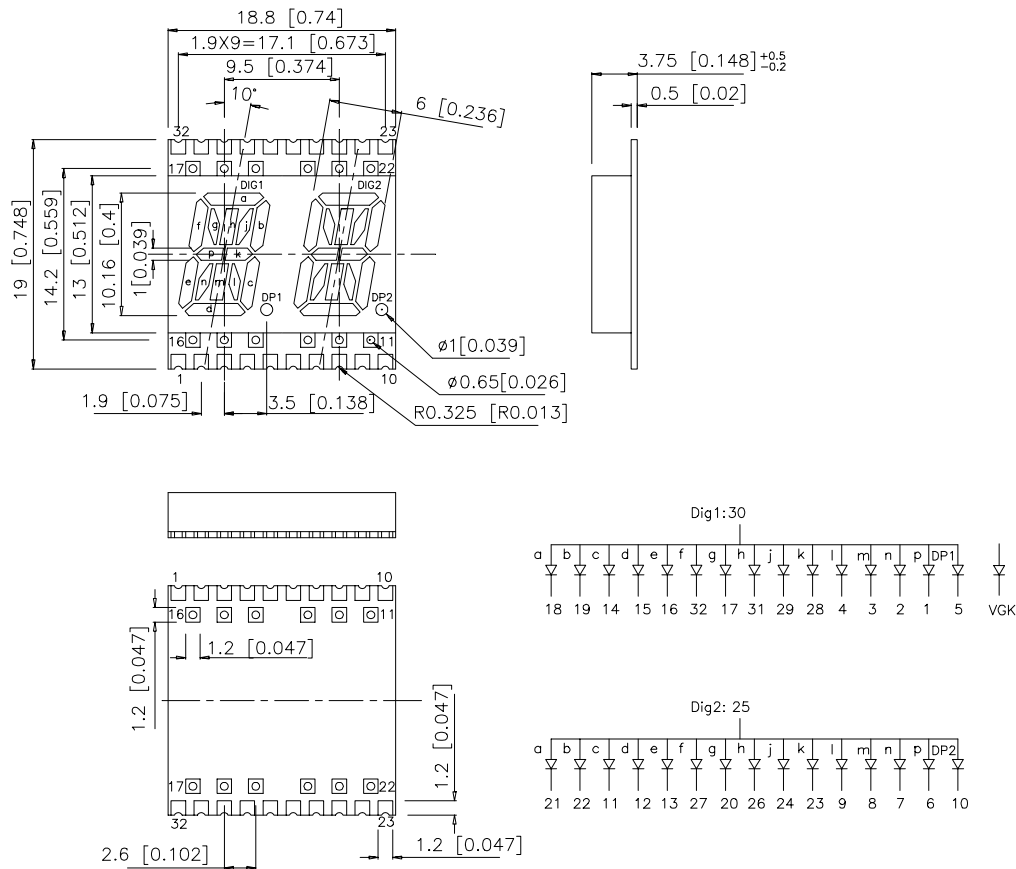 18.8 [0.74]
1.9X9=17.1 [0.673]
9.5 [0.374]
10°
6 [0.236]
3.75 [0.148] +0.5 -0.2
0.5 [0.02]
32
23
17
22
DIG1
DIG2
a
f g h j b
p k
e n m l c
d
DP1
DP2
16
11
1
10
19 [0.748]
14.2 [0.559]
13 [0.512]
10.16 [0.4]
1[0.039]
ø1[0.039]
ø0.65[0.026]
R0.325 [R0.013]
1.9 [0.075]
3.5 [0.138]
1
10
16
11
1.2 [0.047]
1.2 [0.047]
1.2 [0.047]
17
22
32
23
2.6 [0.102]
1.2 [0.047]
Dig1:30
a b c d e f g h j k l m n p DP1
18 19 14 15 16 32 17 31 29 28 4 3 2 1 5 VGK
Dig2: 25
a b c d e f g h j k l m n p DP2
21 22 11 12 13 27 20 26 24 23 9 8 7 6 10